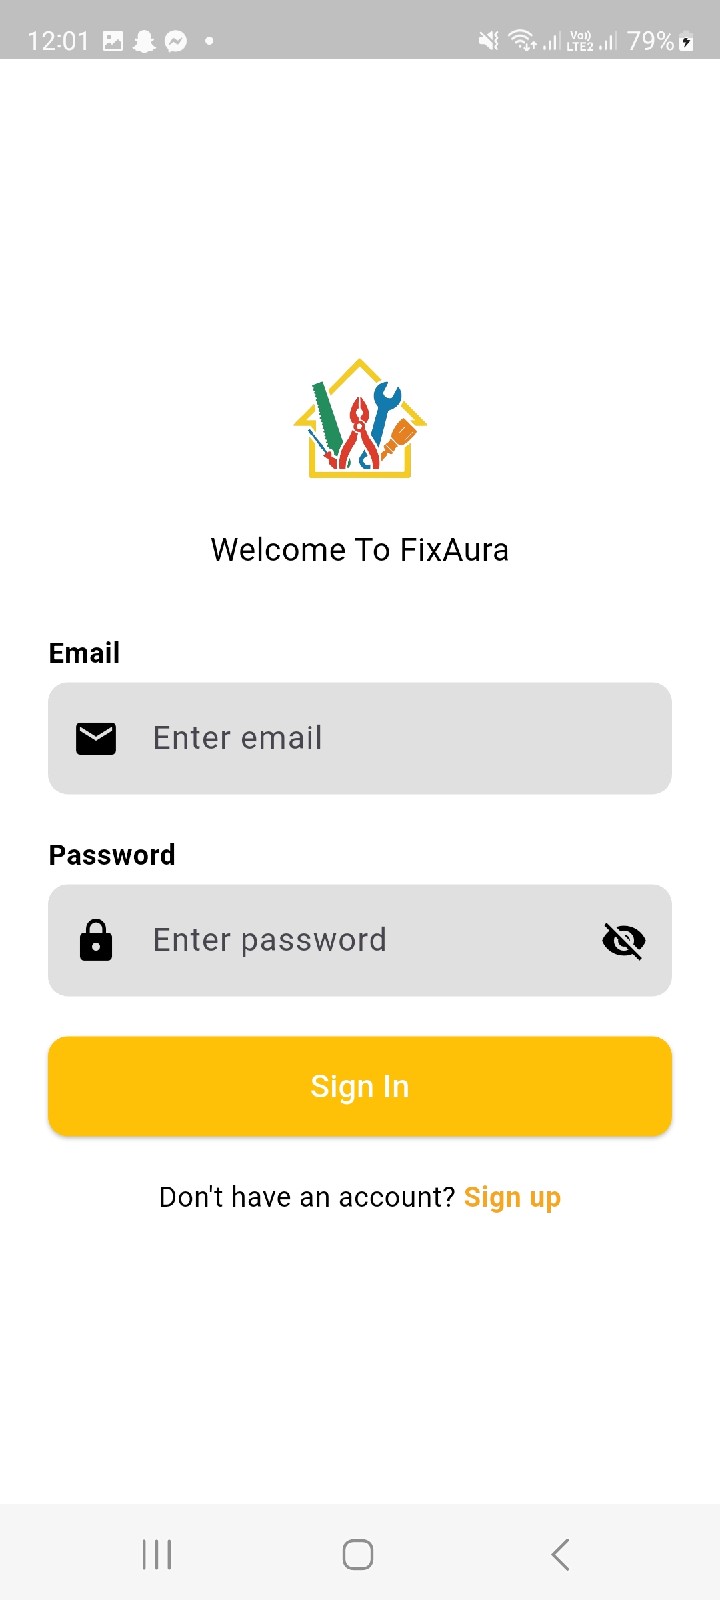 12:01 Vo)) LTE2 79%
Welcome To FixAura
Email
Enter email
Password
Enter password
Sign In
Don't have an account? Sign up